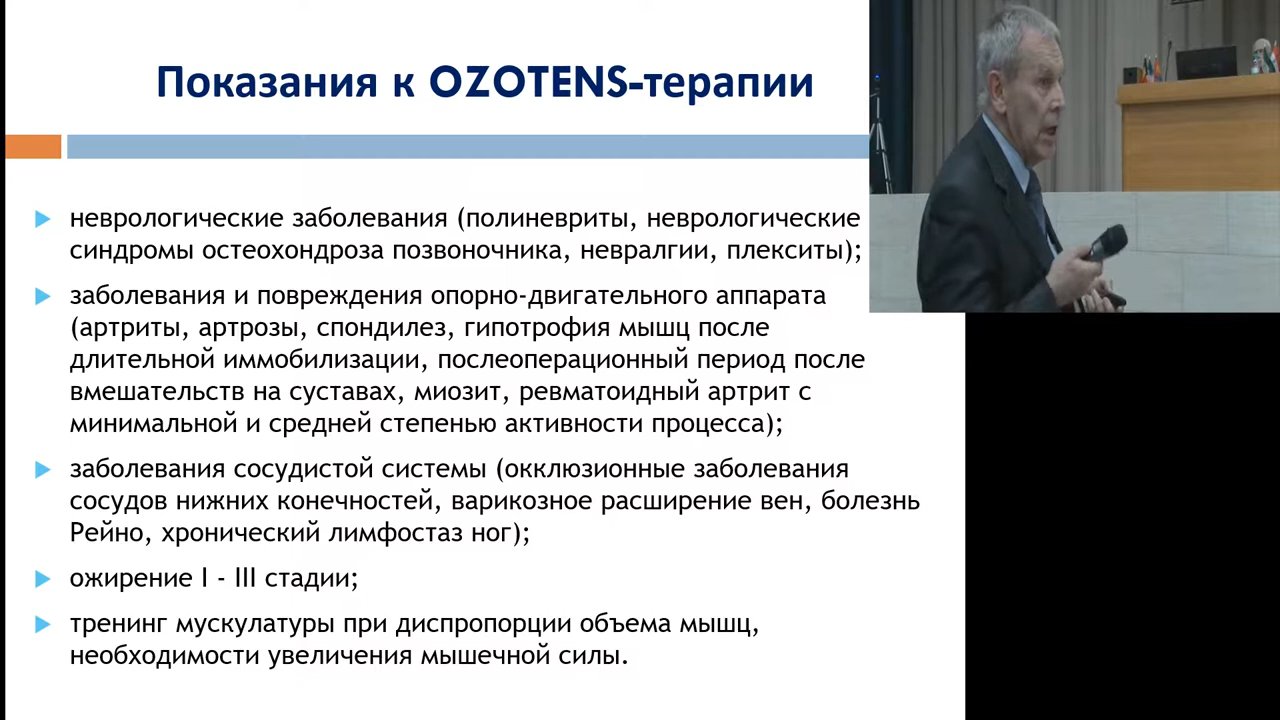 Показания к OZOTENS-терапии
неврологические заболевания (полиневриты, неврологические
синдромы остеохондроза позвоночника, невралгии, плекситы);
заболевания и повреждения опорно-двигательного аппарата
(артриты, артрозы, спондилез, гипотрофия мышц после
длительной иммобилизации, послеоперационный период после
вмешательств на суставах, миозит, ревматоидный артрит с
минимальной и средней степенью активности процесса);
заболевания сосудистой системы (окклюзионные заболевания
сосудов нижних конечностей, варикозное расширение вен, болезнь
Рейно, хронический лимфостаз ног);
ожирение I - III стадии;
тренинг мускулатуры при диспропорции объема мышц,
необходимости увеличения мышечной силы.